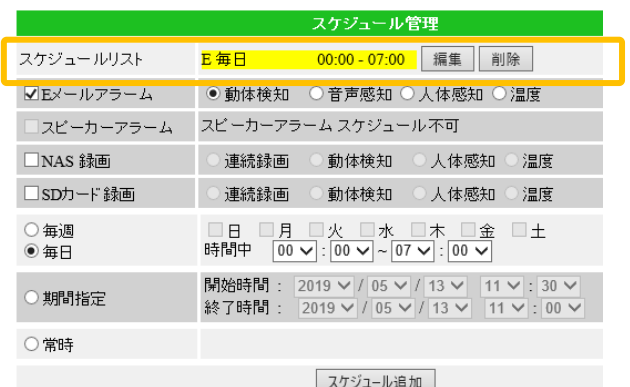 スケジュール管理
スケジュールリスト E 毎日 00:00 - 07:00 編集 削除
Eメールアラーム 動体検知 音声感知 人体感知 温度
スピーカーアラーム スピーカーアラーム スケジュール不可
NAS 録画 連続録画 動体検知 人体感知 温度
SDカード録画 連続録画 動体検知 人体感知 温度
毎週 日 月 火 水 木 金 土
毎日 時間中 00 : 00 ~ 07 : 00
期間指定 開始時間 : 2019 / 05 / 13 11 : 30
終了時間 : 2019 / 05 / 13 11 : 00
常時
スケジュール追加